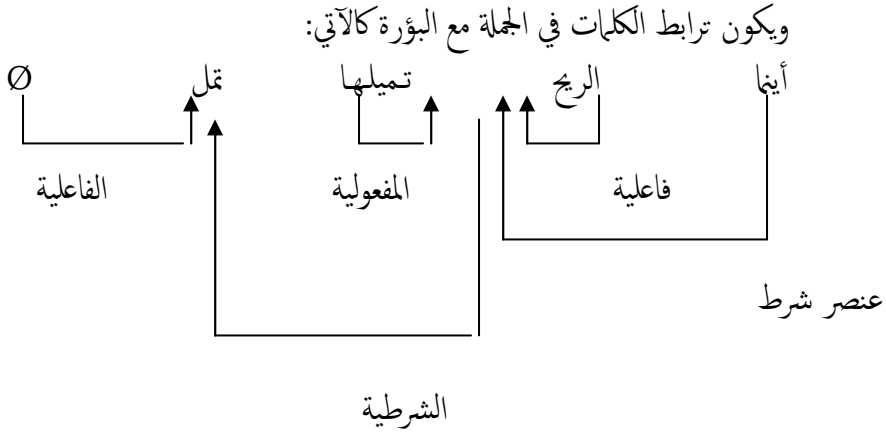 ويكون ترابط الكلمات في الجملة مع البؤرة كالآتي:
أينما الريح تميلها تمل Ø
فاعلية المفعولية الفاعلية
عنصر شرط
الشرطية